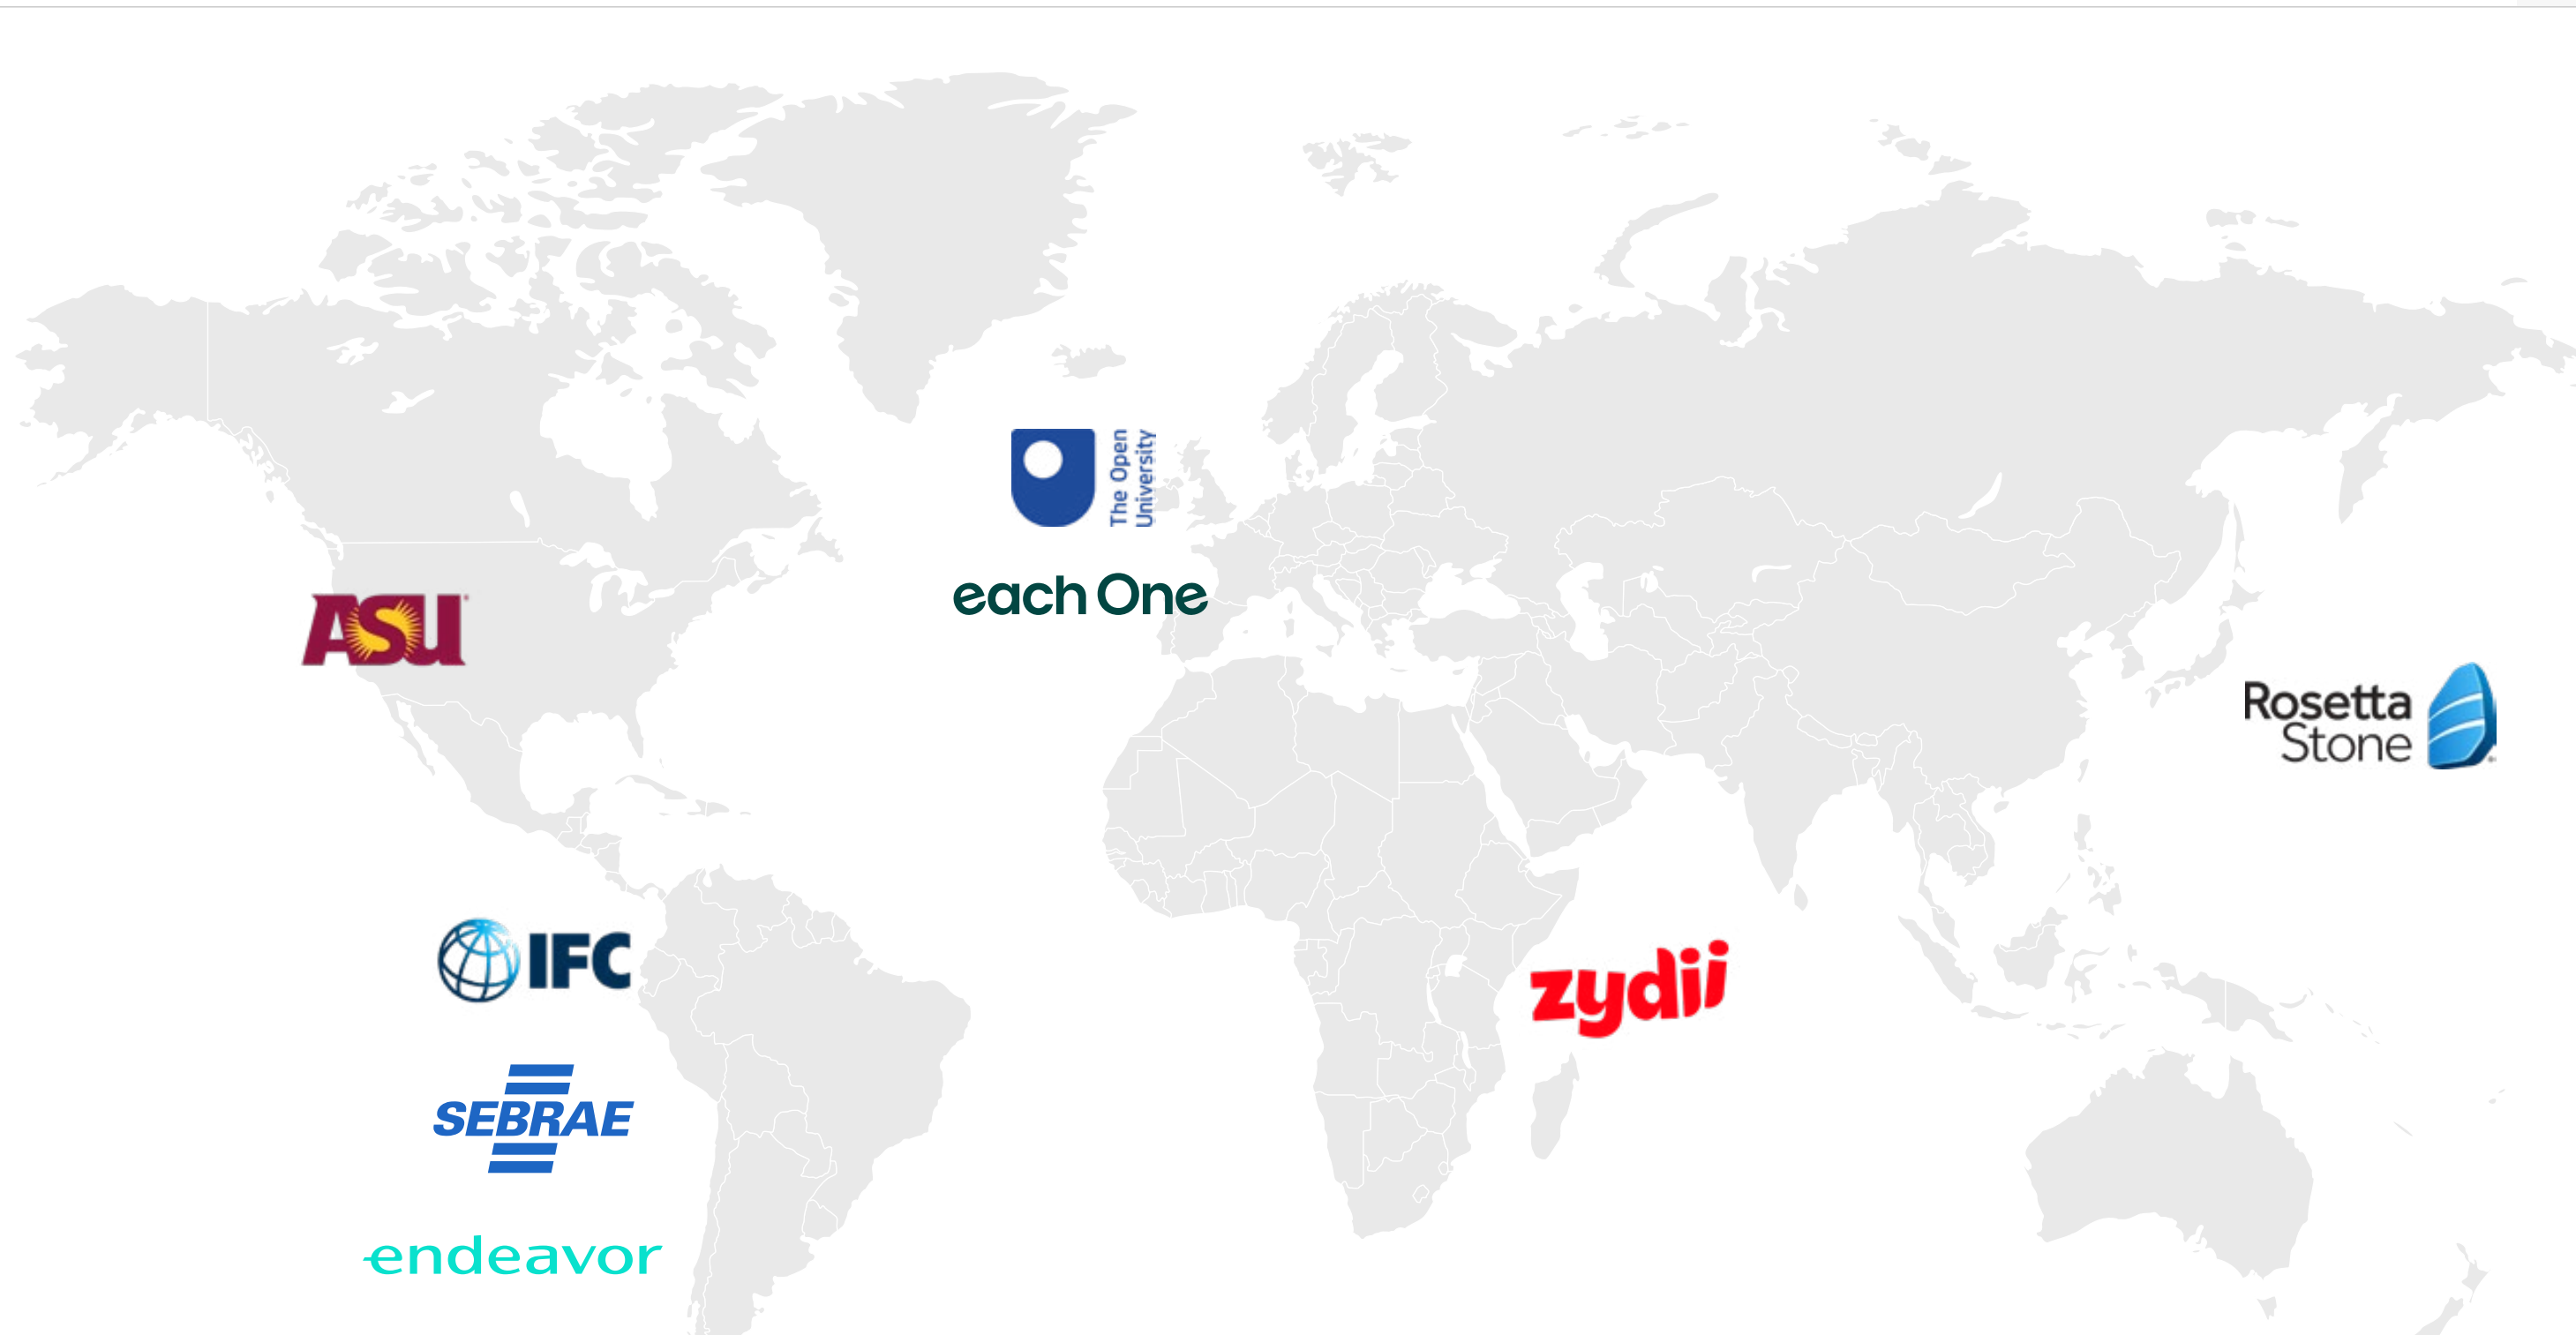 The Open
University
each One
ASU
Rosetta
Stone
IFC
zydii
SEBRAE
endeavor